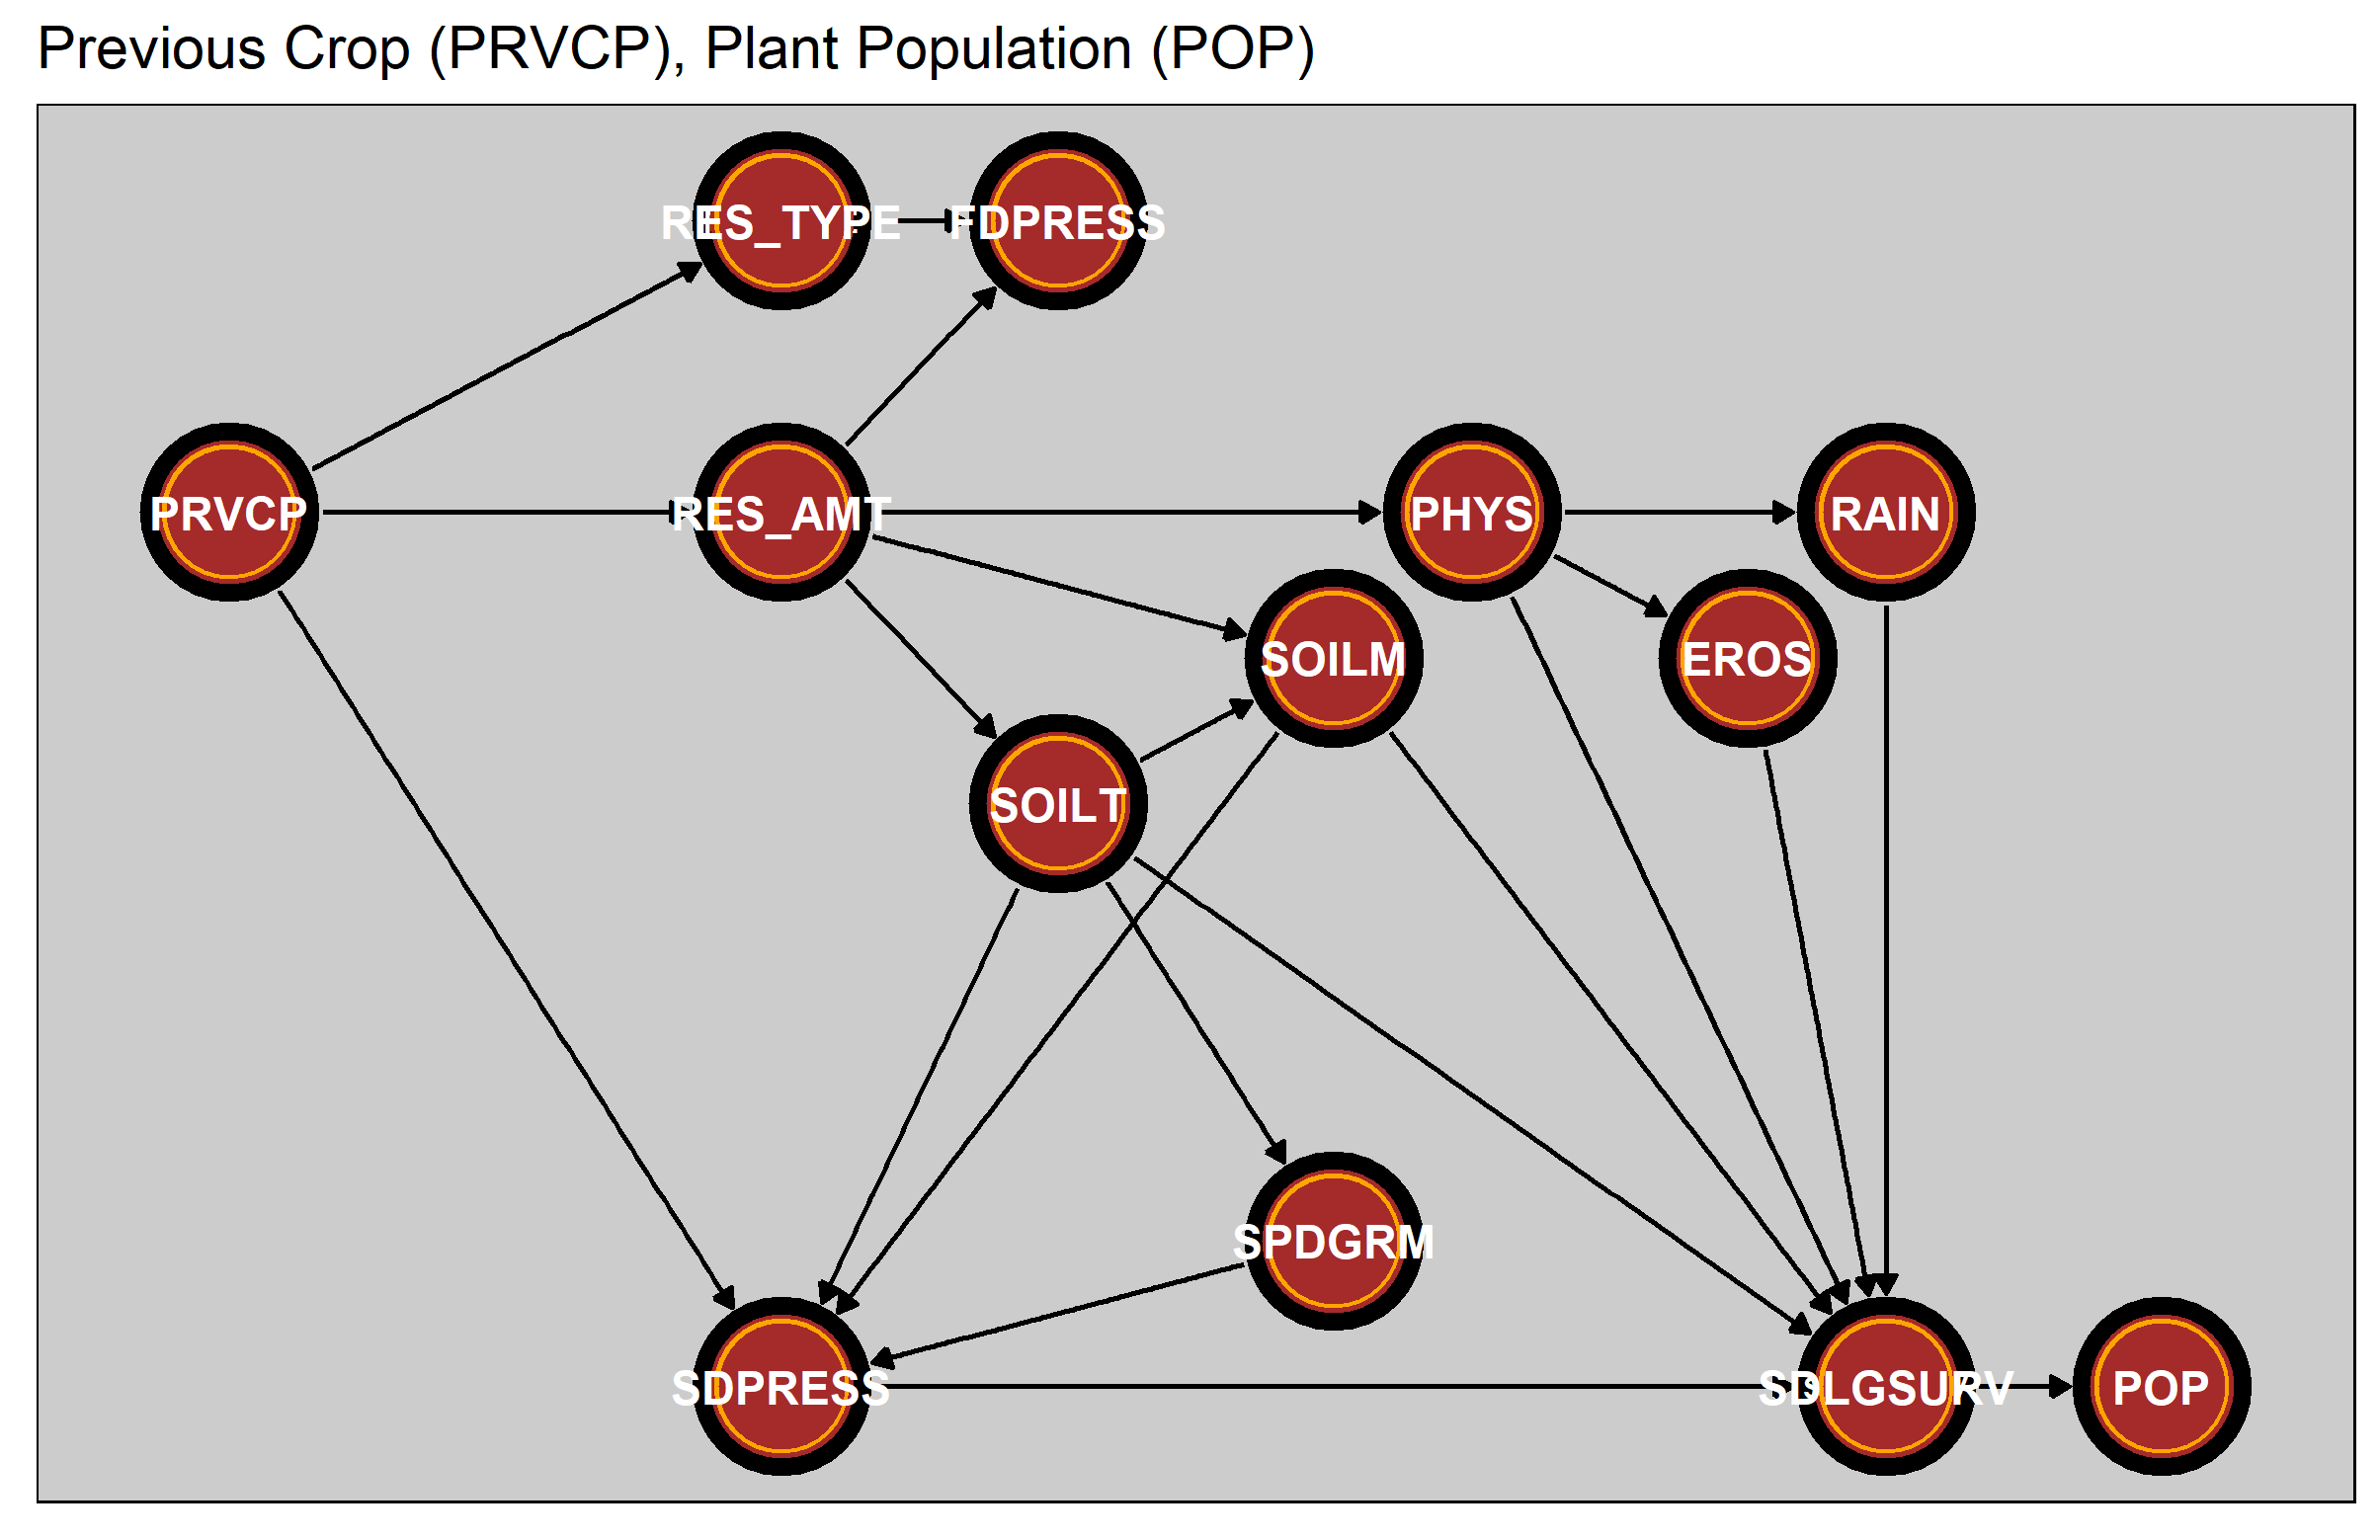 Previous Crop (PRVCP), Plant Population (POP)
RES_TYPE
FDPRESS
PRVCP
RES_AMT
PHYS
RAIN
SOILM
EROS
SOILT
SPDGRM
SDPRESS
SDLGSURV
POP